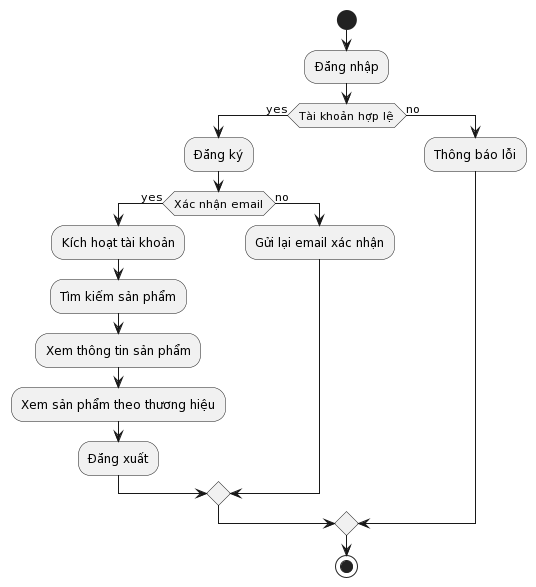 Đăng nhập
yes
Tài khoản hợp lệ
no
Đăng ký
Thông báo lỗi
yes
Xác nhận email
no
Kích hoạt tài khoản
Gửi lại email xác nhận
Tìm kiếm sản phẩm
Xem thông tin sản phẩm
Xem sản phẩm theo thương hiệu
Đăng xuất